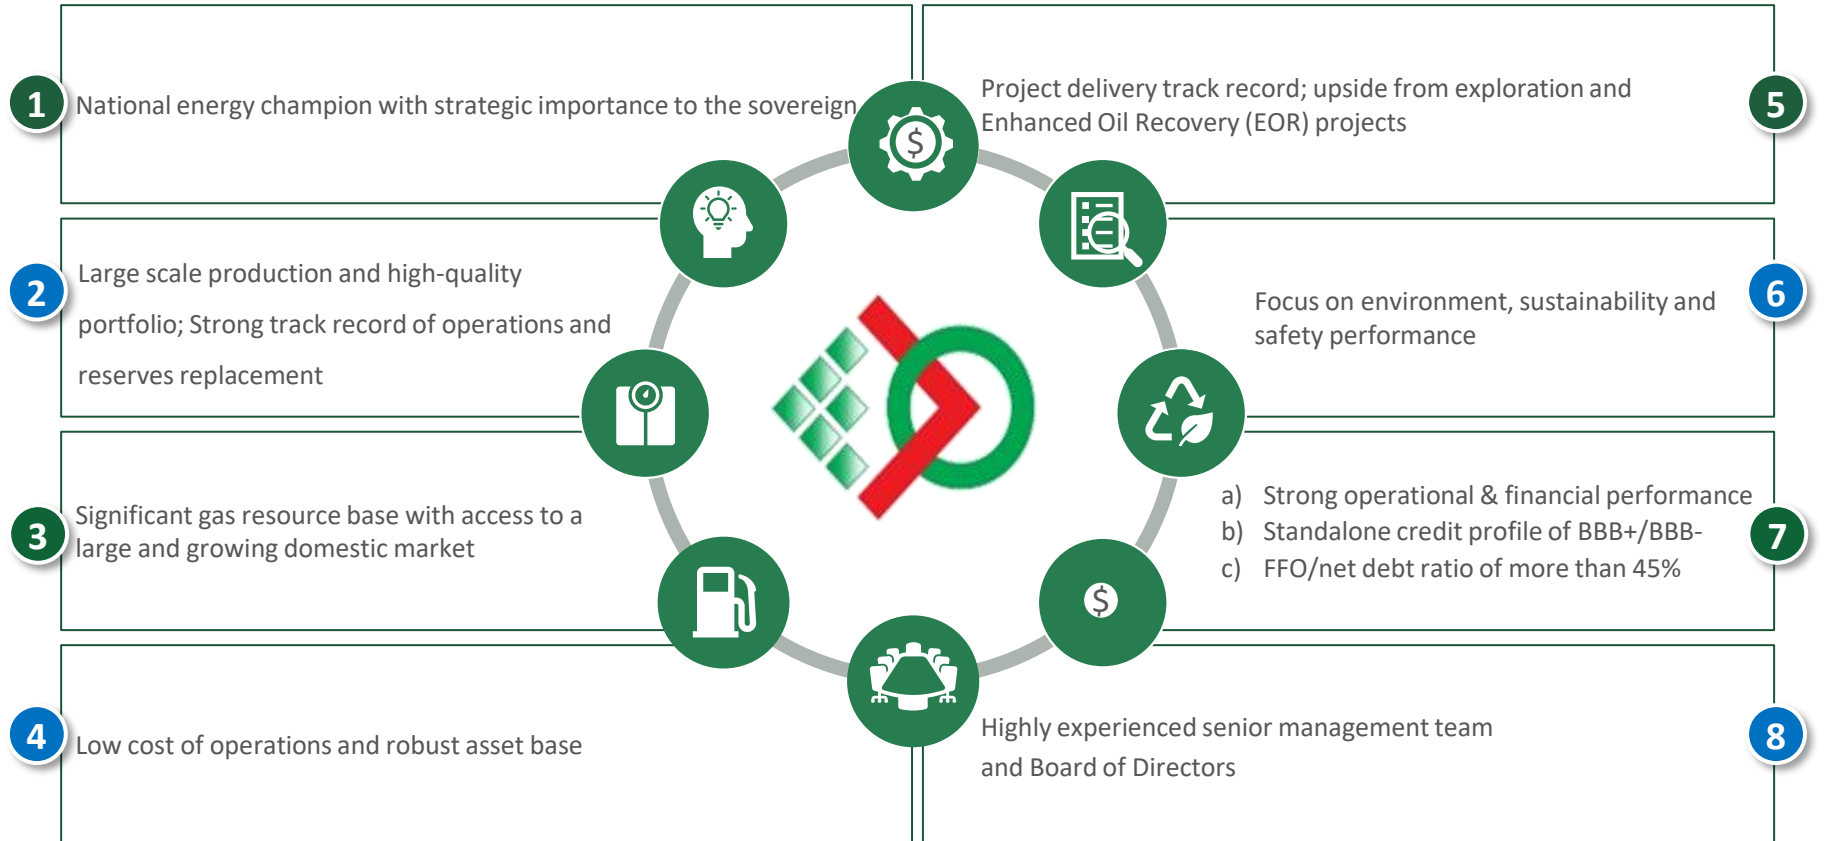 1
National energy champion with strategic importance to the sovereign
2
Large scale production and high-quality
portfolio; Strong track record of operations and
reserves replacement
3
Significant gas resource base with access to a
large and growing domestic market
4
Low cost of operations and robust asset base
$
5
Project delivery track record; upside from exploration and
Enhanced Oil Recovery (EOR) projects
6
Focus on environment, sustainability and
safety performance
7
a) Strong operational & financial performance
b) Standalone credit profile of BBB+/BBB-
c) FFO/net debt ratio of more than 45%
$
8
Highly experienced senior management team
and Board of Directors